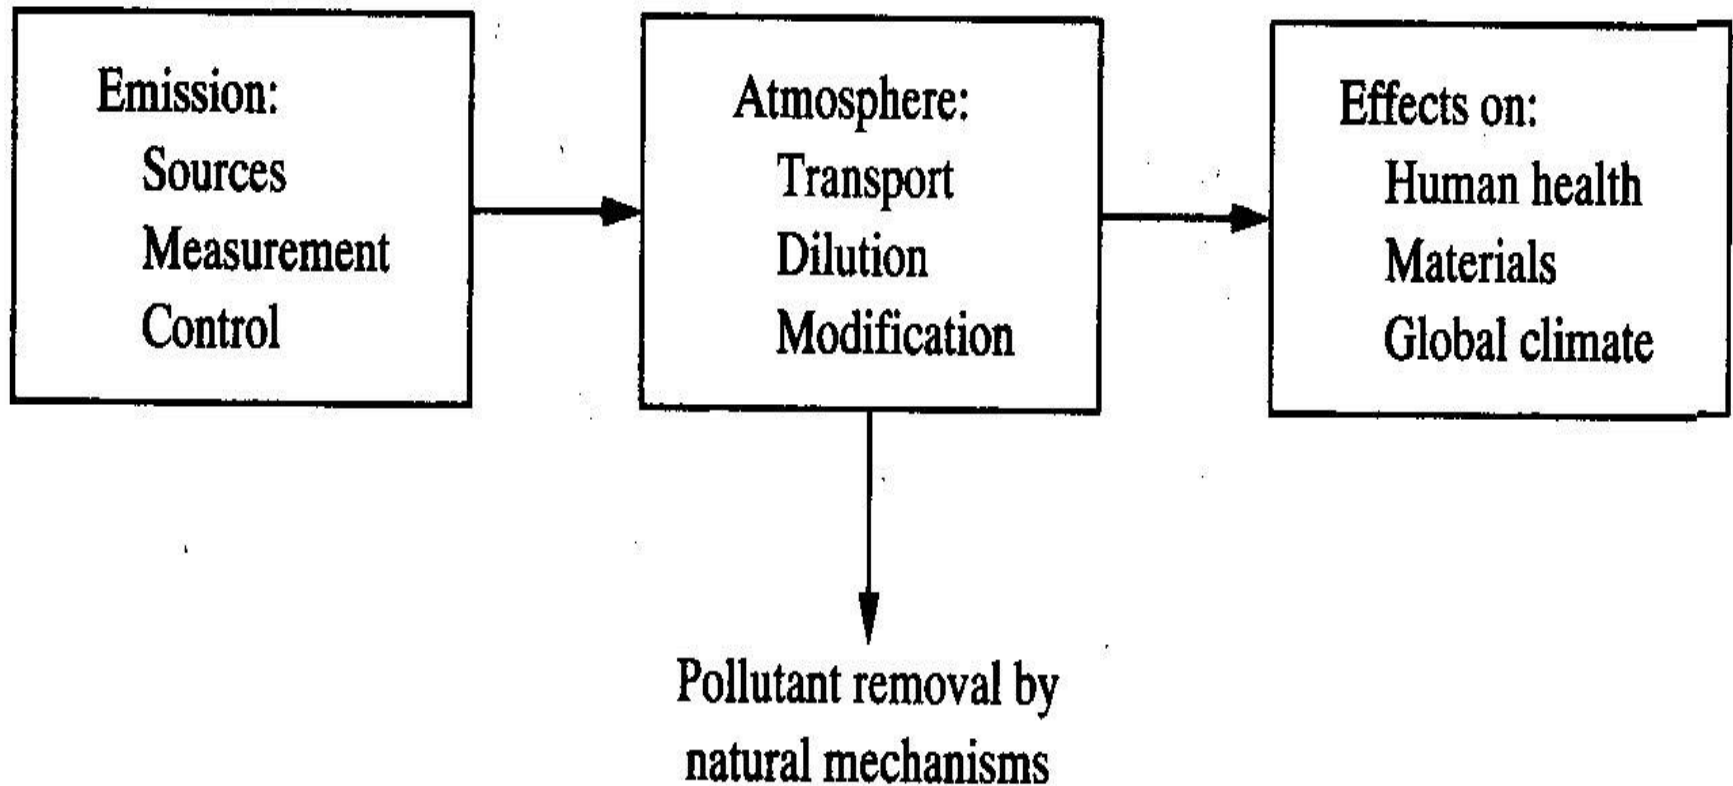 Emission:
Sources
Measurement
Control
Atmosphere:
Transport
Dilution
Modification
Effects on:
Human health
Materials
Global climate
Pollutant removal by
natural mechanisms